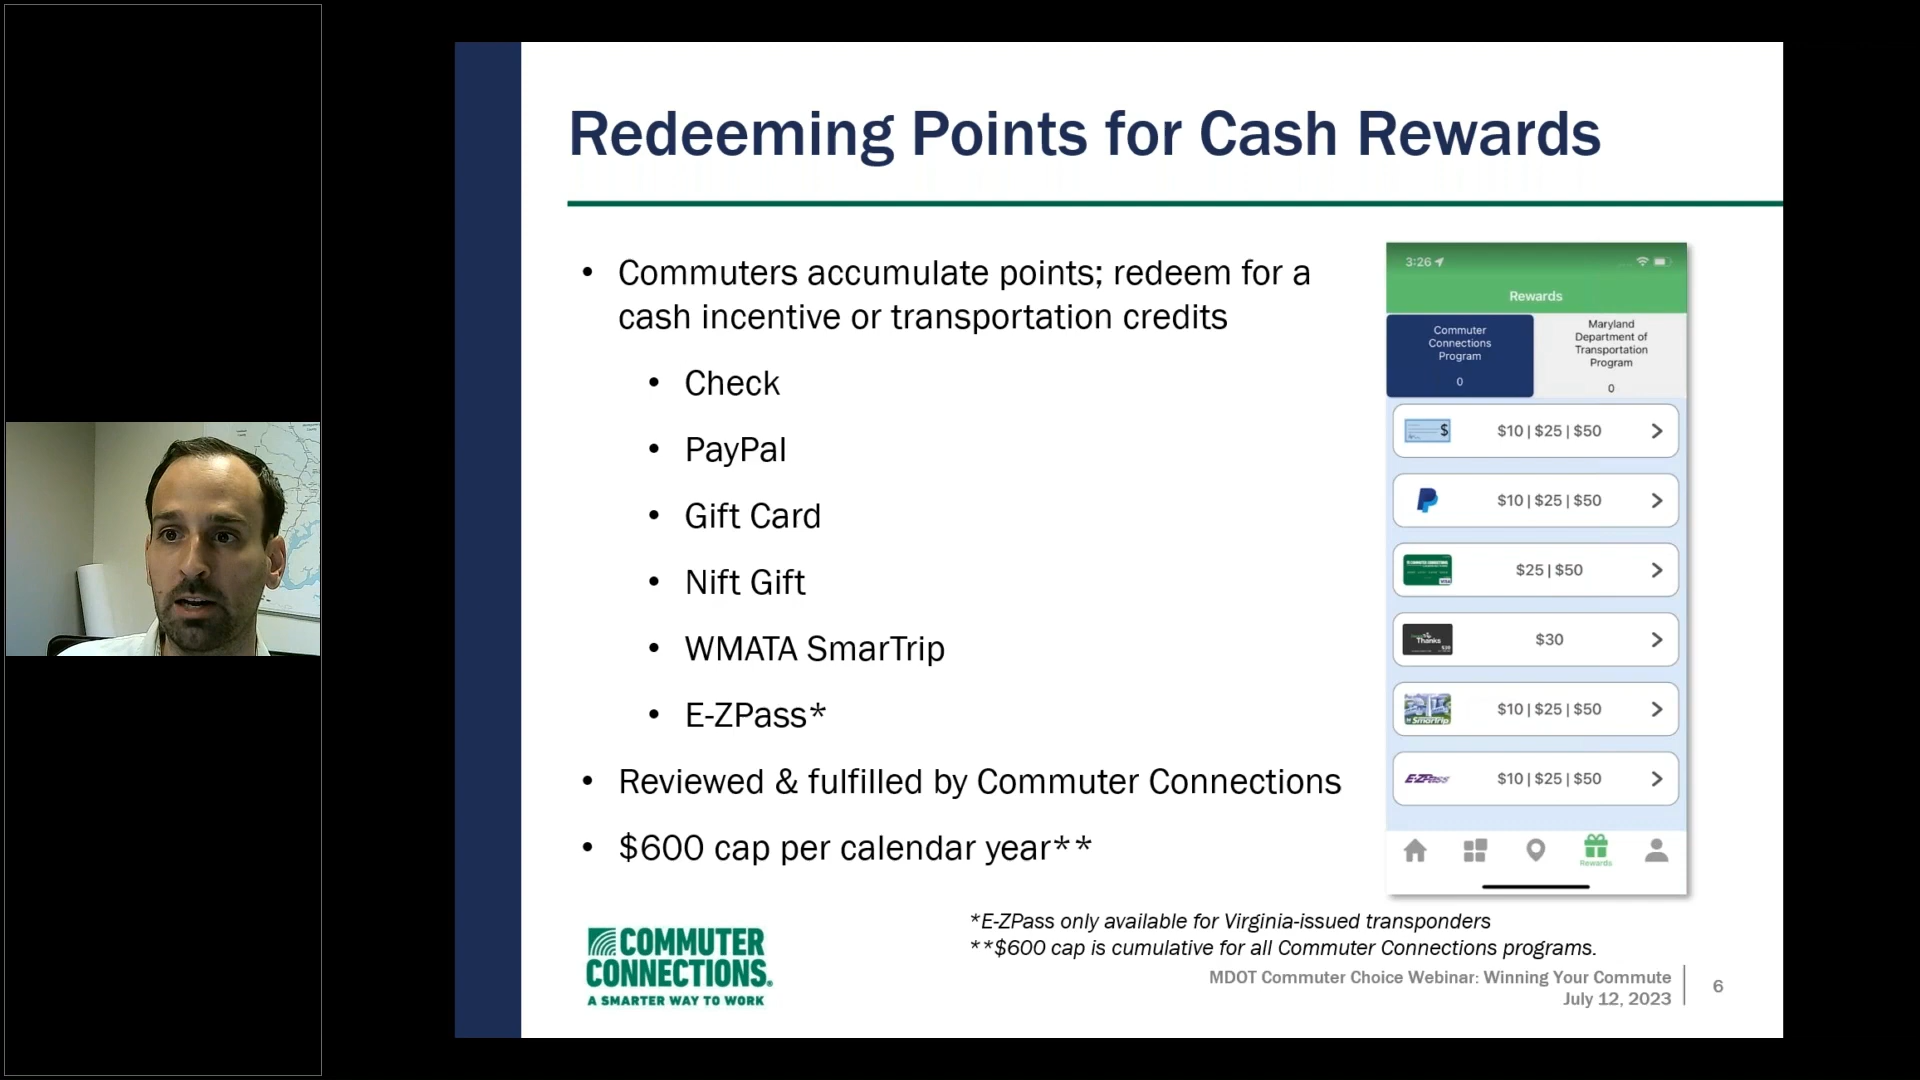 Redeeming Points for Cash Rewards
• Commuters accumulate points; redeem for a
cash incentive or transportation credits
• Check
• PayPal
• Gift Card
• Nift Gift
• WMATA SmarTrip
• E-ZPass*
• Reviewed & fulfilled by Commuter Connections
• $600 cap per calendar year**
3:26
Rewards
Commuter
Connections
Program
0
Maryland
Department of
Transportation
Program
0
$
$10 | $25 | $50
$10 | $25 | $50
$25 | $50
Thanks
$30
SmarTrip
$10 | $25 | $50
E-ZPass
$10 | $25 | $50
Rewards
*E-ZPass only available for Virginia-issued transponders
**$600 cap is cumulative for all Commuter Connections programs.
COMMUTER
CONNECTIONS®
A SMARTER WAY TO WORK
MDOT Commuter Choice Webinar: Winning Your Commute
July 12, 2023
6